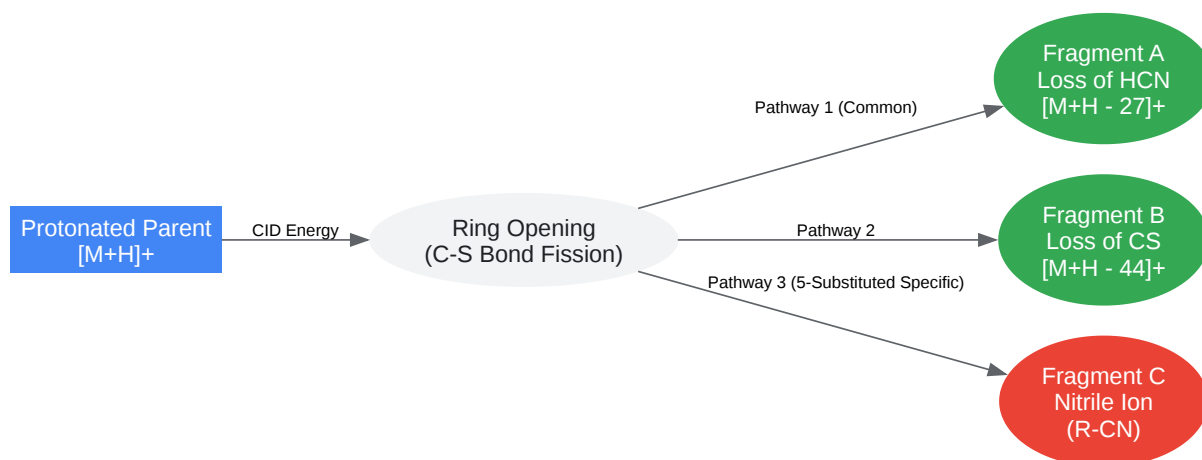 Protonated Parent
[M+H]+
CID Energy
Ring Opening
(C-S Bond Fission)
Pathway 1 (Common)
Fragment A
Loss of HCN
[M+H - 27]+
Pathway 2
Fragment B
Loss of CS
[M+H - 44]+
Pathway 3 (5-Substituted Specific)
Fragment C
Nitrile Ion
(R-CN)